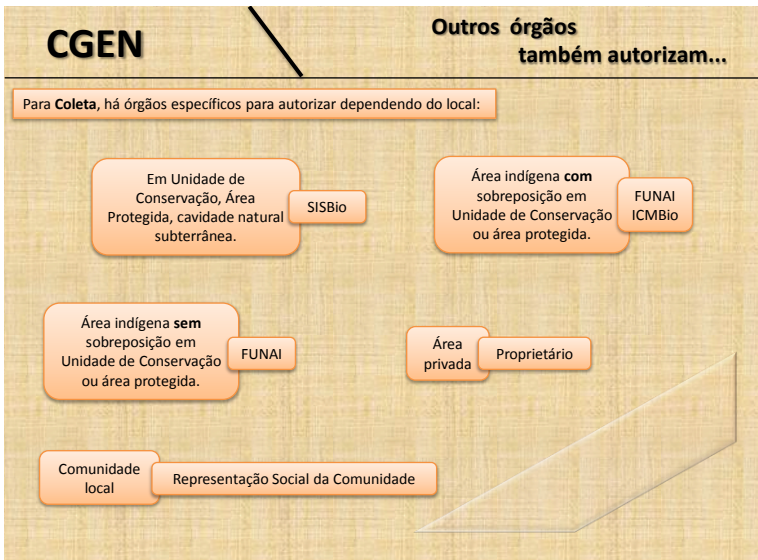 CGEN
Outros órgãos
também autorizam...
Para Coleta, há órgãos específicos para autorizar dependendo do local:
Em Unidade de
Conservação, Área
Protegida, cavidade natural
subterrânea.
SISBio
Área indígena com
sobreposição em
Unidade de Conservação
ou área protegida.
FUNAI
ICMBio
Área indígena sem
sobreposição em
Unidade de Conservação
ou área protegida.
FUNAI
Área
privada
Proprietário
Comunidade
local
Representação Social da Comunidade